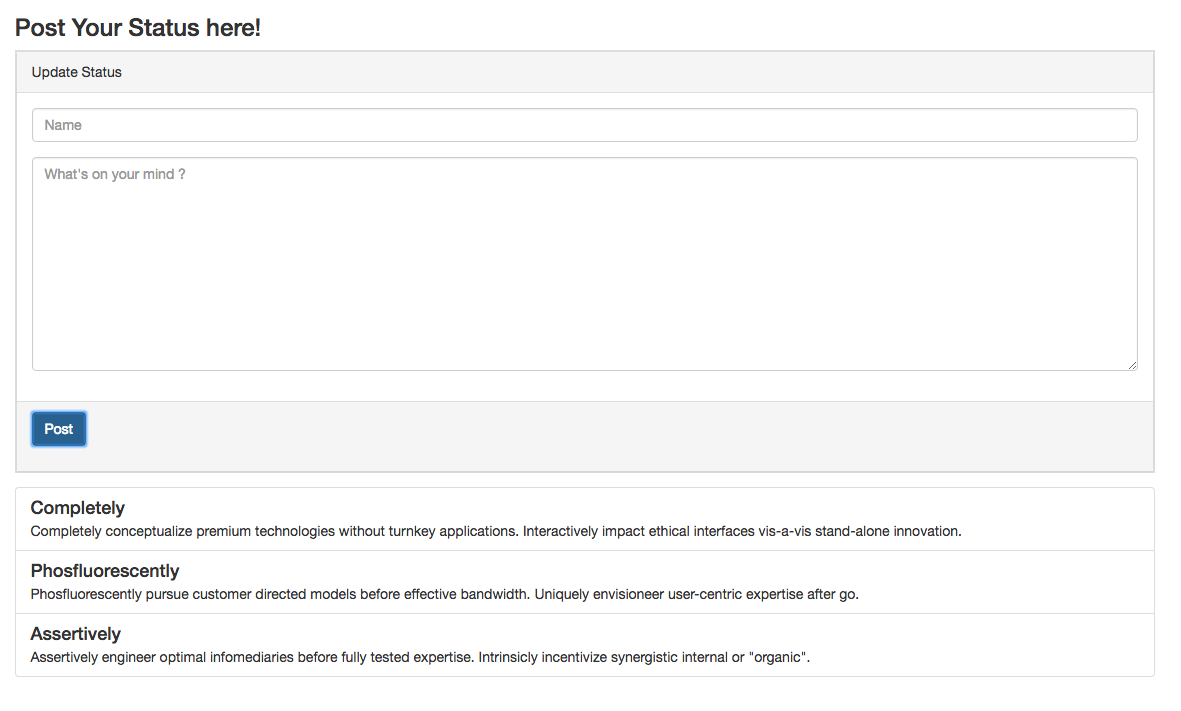 Post Your Status here!
Update Status
Name
What's on your mind ?
Post
Completely
Completely conceptualize premium technologies without turnkey applications. Interactively impact ethical interfaces vis-a-vis stand-alone innovation.
Phosfluorescently
Phosfluorescently pursue customer directed models before effective bandwidth. Uniquely envisioneer user-centric expertise after go.
Assertively
Assertively engineer optimal infomediaries before fully tested expertise. Intrinsicly incentivize synergistic internal or "organic".